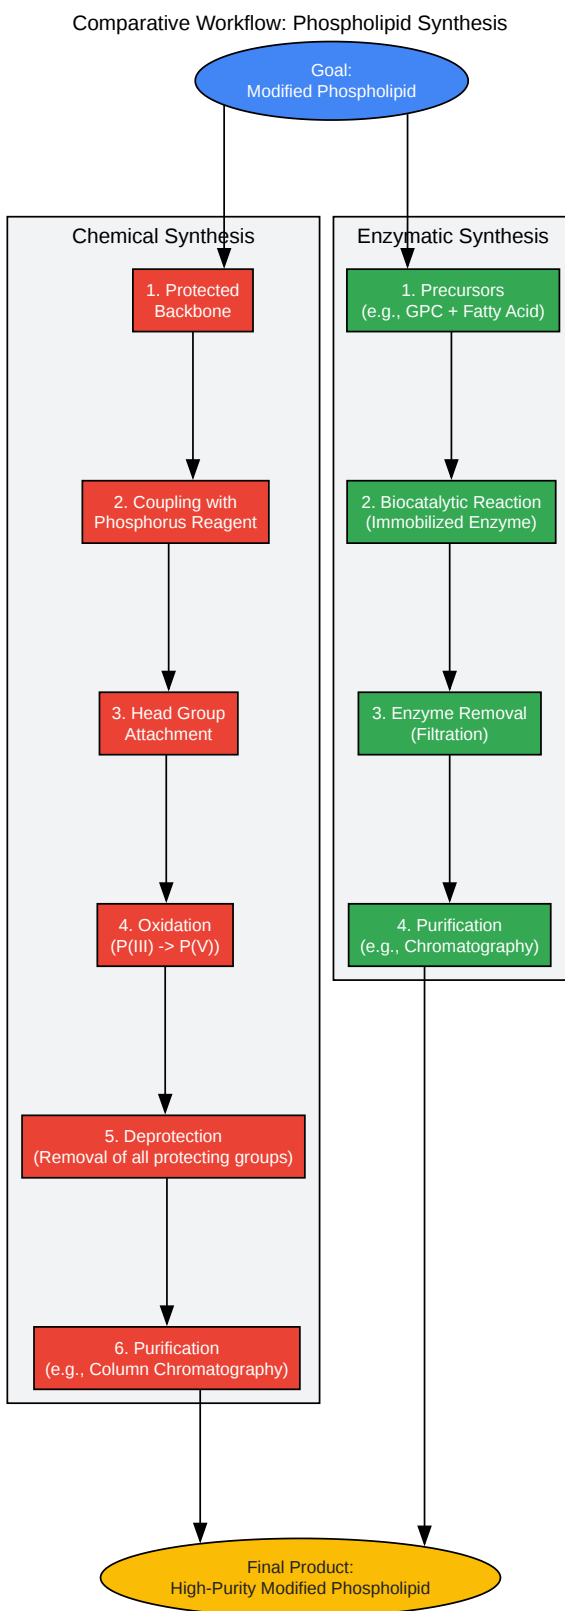 Comparative Workflow: Phospholipid Synthesis
Goal:
Modified Phospholipid
Chemical Synthesis
1. Protected
Backbone
2. Coupling with
Phosphorus Reagent
3. Head Group
Attachment
4. Oxidation
(P(III) -> P(V))
5. Deprotection
(Removal of all protecting groups)
6. Purification
(e.g., Column Chromatography)
Enzymatic Synthesis
1. Precursors
(e.g., GPC + Fatty Acid)
2. Biocatalytic Reaction
(Immobilized Enzyme)
3. Enzyme Removal
(Filtration)
4. Purification
(e.g., Chromatography)
Final Product:
High-Purity Modified Phospholipid